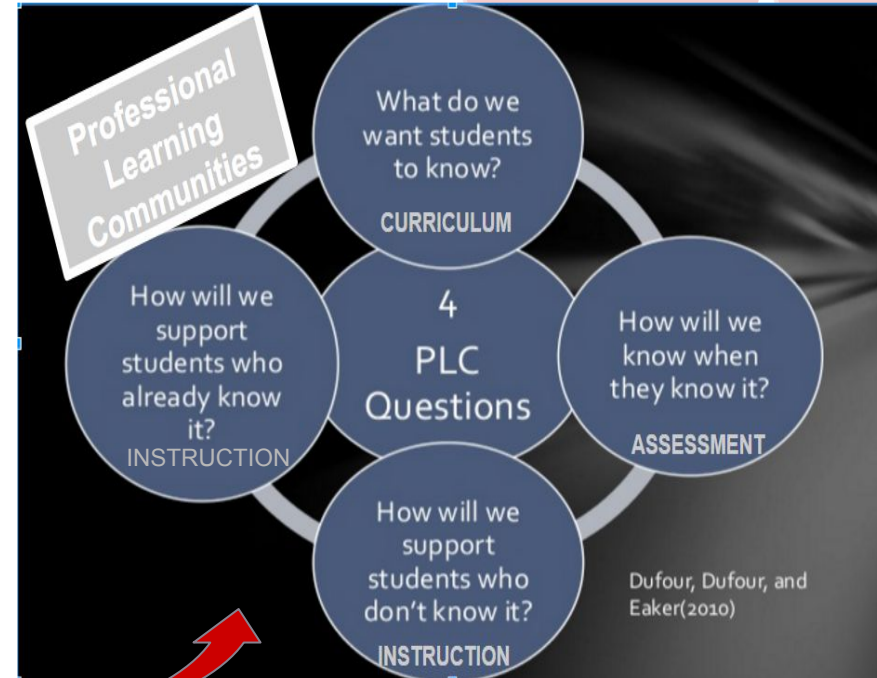 Professional
Learning
Communities
What do we
want students
to know?
CURRICULUM
4
PLC
Questions
How will we
know when
they know it?
ASSESSMENT
How will we
support
students who
don't know it?
INSTRUCTION
How will we
support
students who
already know
it?
INSTRUCTION
Dufour, Dufour, and
Eaker(2010)